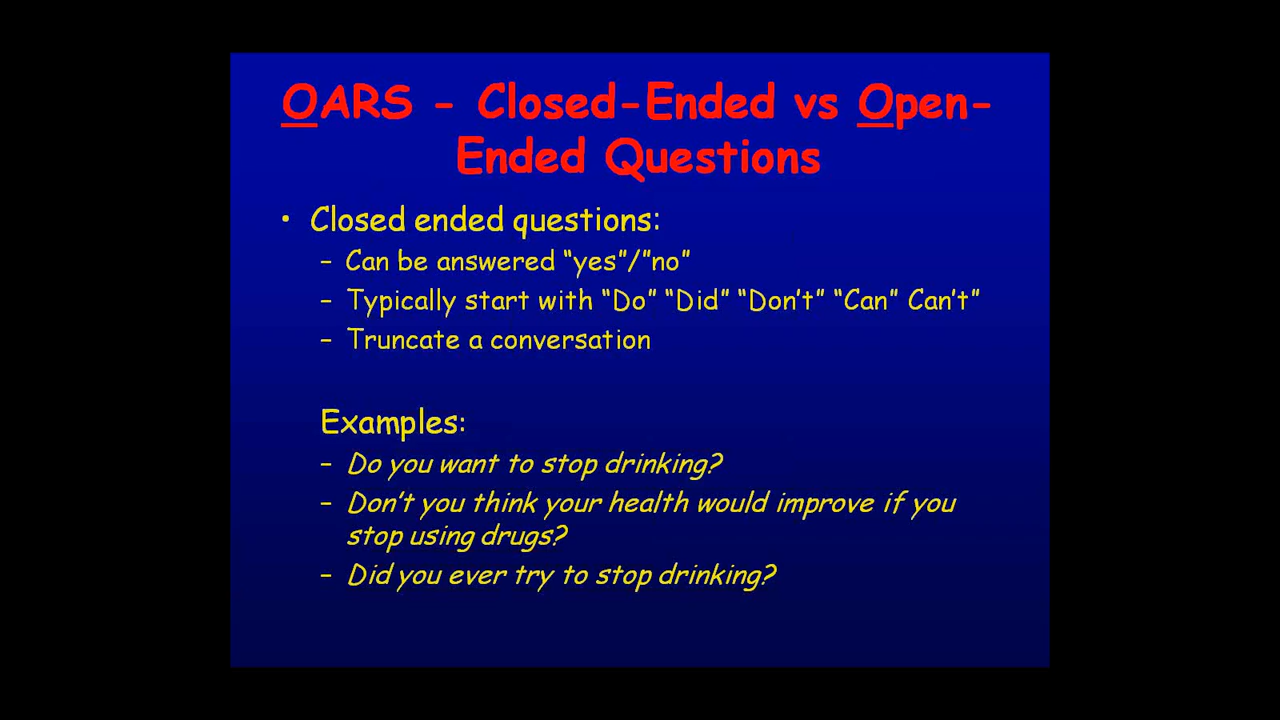 OARS - Closed-Ended vs Open-
Ended Questions
• Closed ended questions:
– Can be answered “yes”/”no”
– Typically start with “Do” “Did” “Don’t” “Can” Can’t”
– Truncate a conversation
Examples:
– Do you want to stop drinking?
– Don’t you think your health would improve if you
stop using drugs?
– Did you ever try to stop drinking?